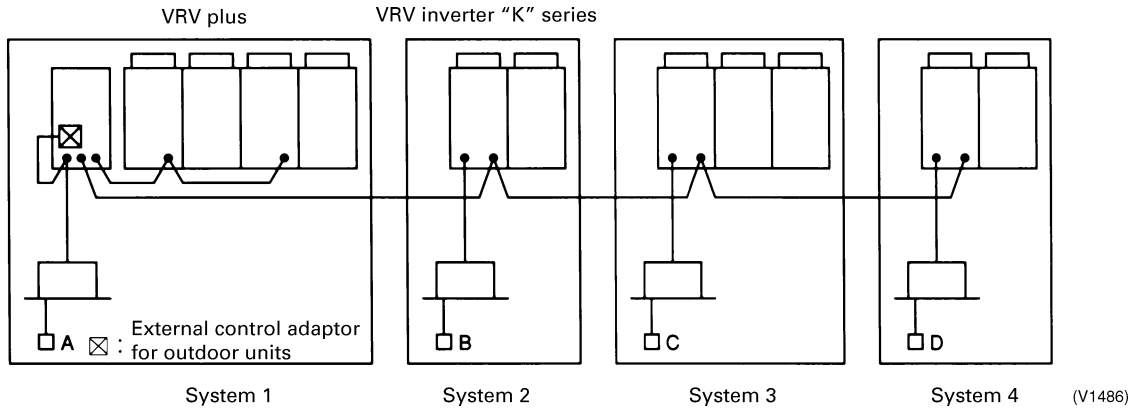 VRV plus
VRV inverter “K” series
A
: External control adaptor
for outdoor units
B
C
D
System 1
System 2
System 3
System 4
(V1486)